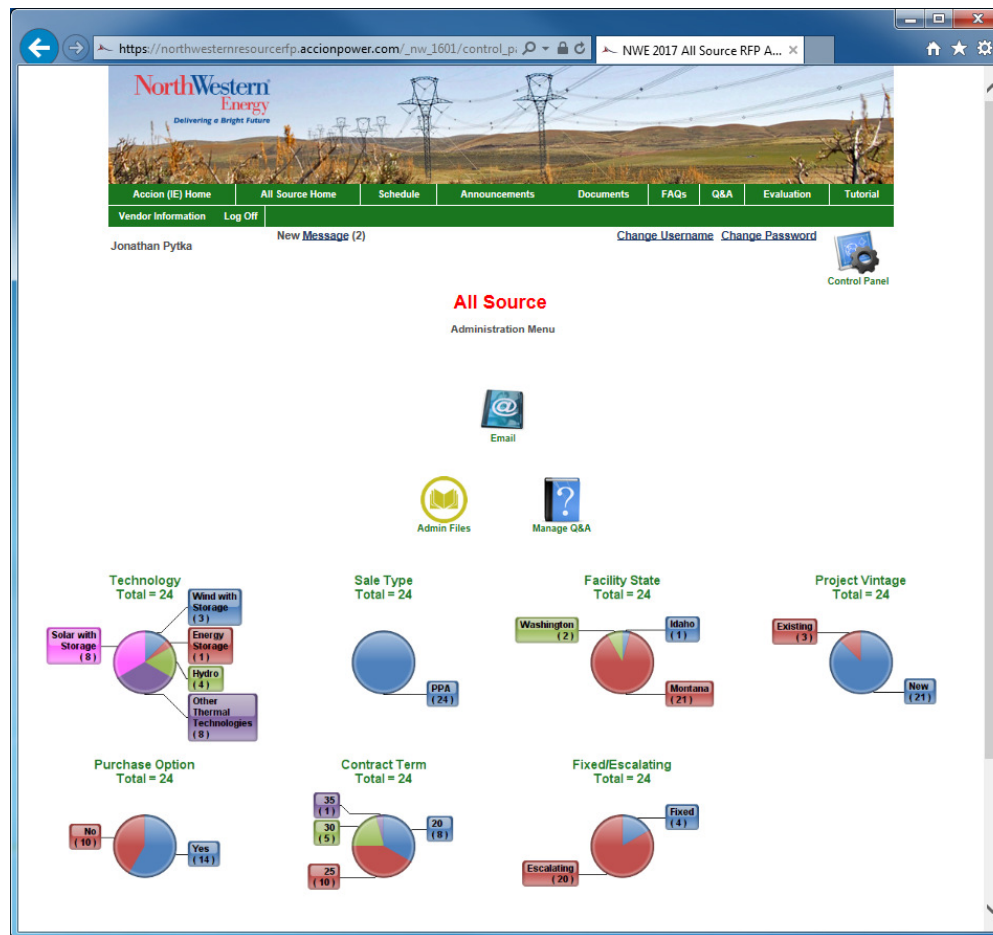 https://northwesternresourcerfp.accionpower.com/_nw_1601/control_p
NWE 2017 All Source RFP A...
NorthWestern
Energy
Delivering a Bright Future
Accion (IE) Home All Source Home Schedule Announcements Documents FAQs Q&A Evaluation Tutorial
Vendor Information Log Off
Jonathan Pytka
New Message (2)
Change Username Change Password
Control Panel
All Source
Administration Menu
@
Email
Admin Files
?
Manage Q&A
Technology
Total = 24
Wind with
Storage
(3)
Energy
Storage
(1)
Hydro
(4)
Other
Thermal
Technologies
(8)
Solar with
Storage
(8)
Sale Type
Total = 24
PPA
(24)
Facility State
Total = 24
Washington
(2)
Idaho
(1)
Montana
(21)
Project Vintage
Total = 24
Existing
(3)
New
(21)
Purchase Option
Total = 24
No
(10)
Yes
(14)
Contract Term
Total = 24
35
(1)
30
(5)
25
(10)
20
(8)
Fixed/Escalating
Total = 24
Fixed
(4)
Escalating
(20)